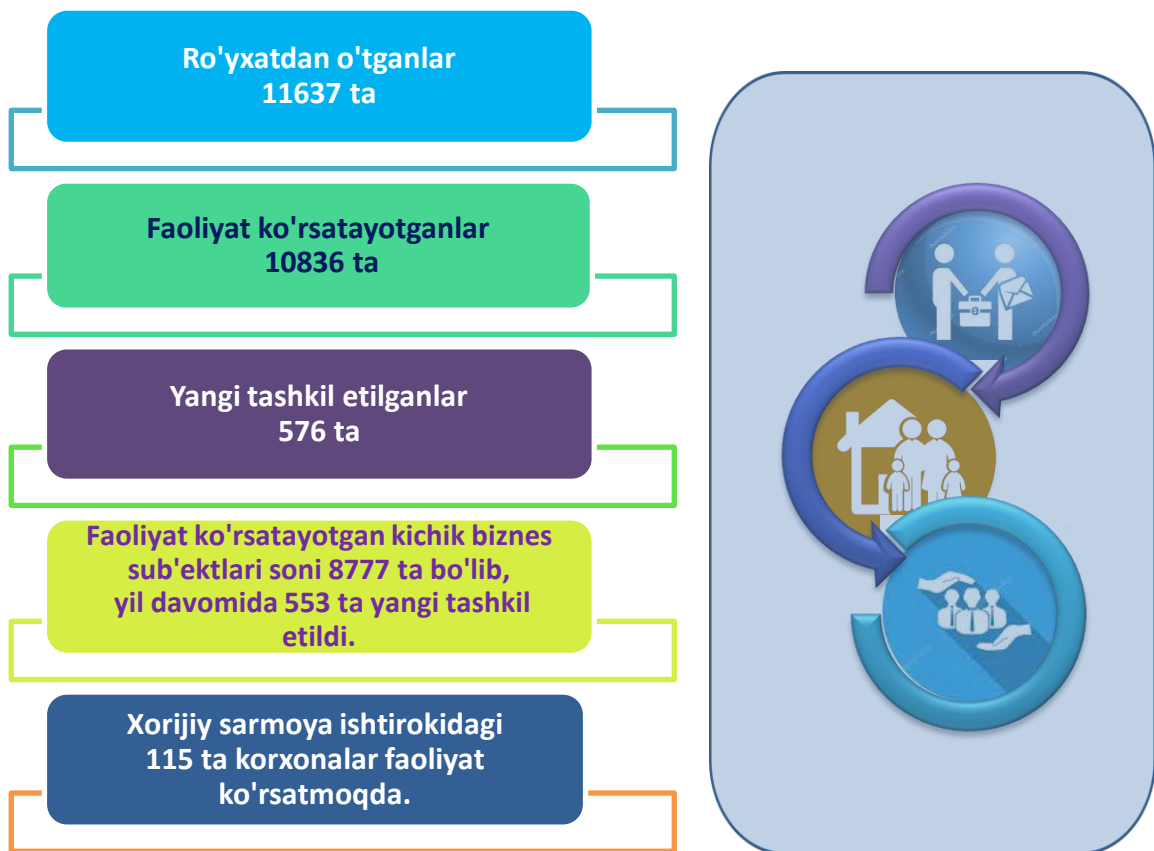 Ro'yxatdan o'tganlar
11637 ta
Faoliyat ko'rsatayotganlar
10836 ta
Yangi tashkil etilganlar
576 ta
Faoliyat ko'rsatayotgan kichik biznes
sub'ektlari soni 8777 ta bo'lib,
yil davomida 553 ta yangi tashkil
etildi.
Xorijiy sarmoya ishtirokidagi
115 ta korxonalar faoliyat
ko'rsatmoqda.